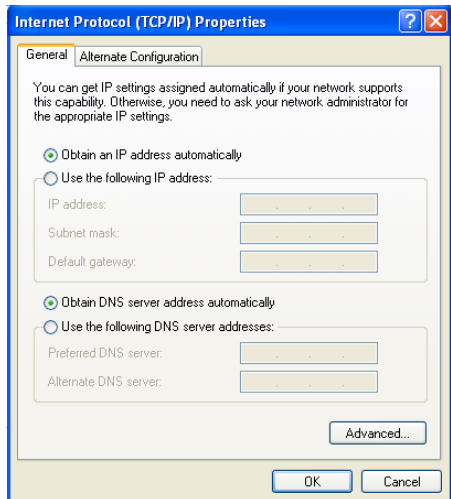 Internet Protocol (TCP/IP) Properties
General Alternate Configuration
You can get IP settings assigned automatically if your network supports
this capability. Otherwise, you need to ask your network administrator for
the appropriate IP settings.
Obtain an IP address automatically
Use the following IP address:
IP address:
Subnet mask:
Default gateway:
Obtain DNS server address automatically
Use the following DNS server addresses:
Preferred DNS server:
Alternate DNS server:
Advanced...
OK Cancel